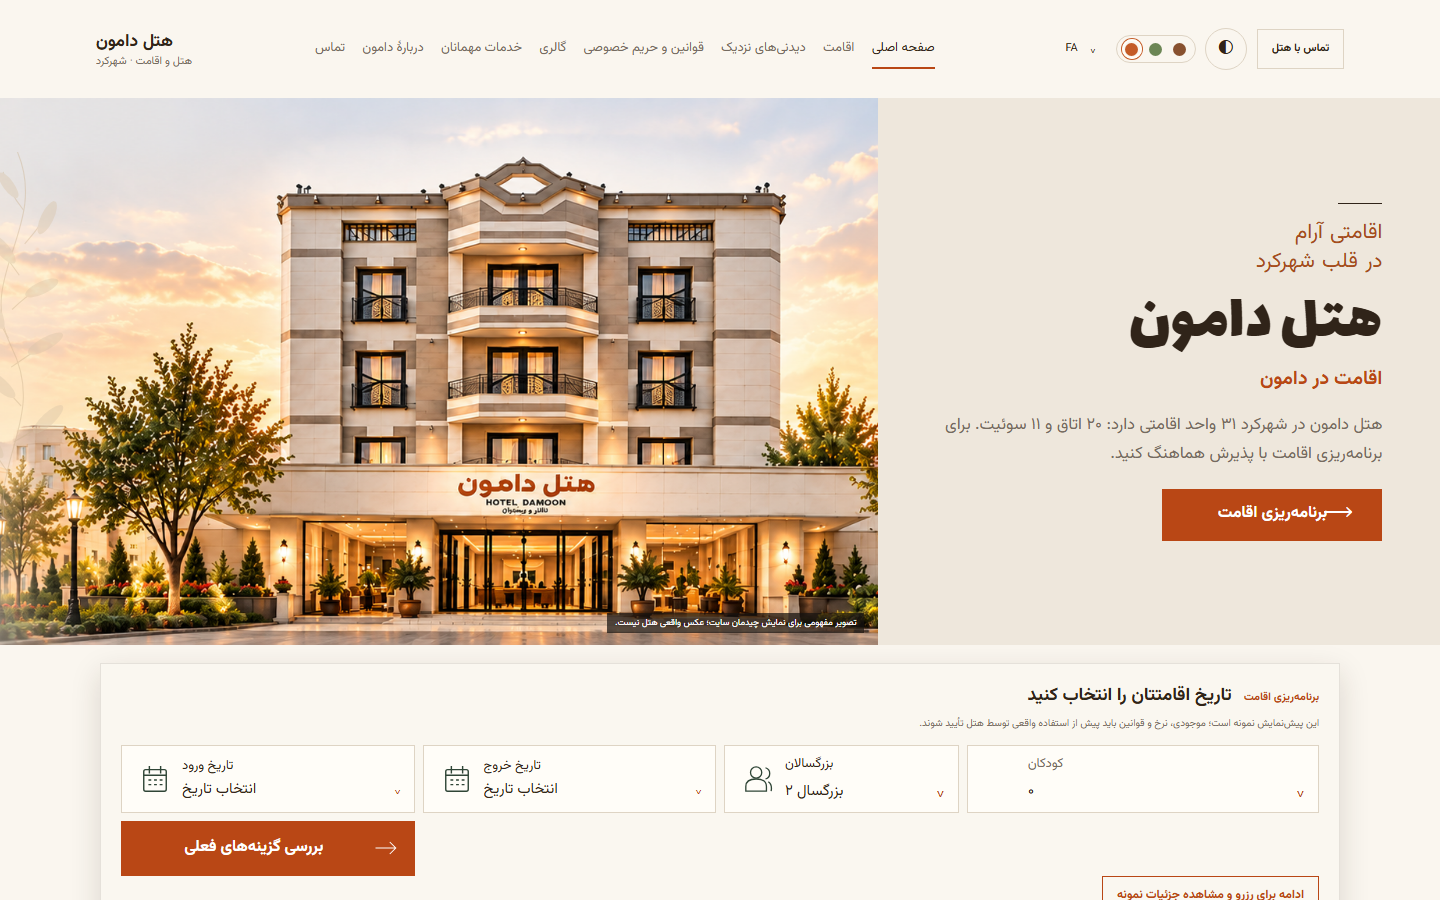 هتل دامون
هتل و اقامت · شهرکرد
صفحه اصلی
اقامت
دیدنی‌های نزدیک
قوانین و حریم خصوصی
گالری
خدمات مهمانان
دربارهٔ دامون
تماس
FA
تماس با هتل
اقامتی آرام
در قلب شهرکرد
هتل دامون
اقامت در دامون
هتل دامون در شهرکرد ۳۱ واحد اقامتی دارد: ۲۰ اتاق و ۱۱ سوئیت. برای
برنامه‌ریزی اقامت با پذیرش هماهنگ کنید.
برنامه‌ریزی اقامت
هتل دامون
HOTEL DAMOON
تالار و رستوران
تصویر مفهومی برای نمایش چیدمان سایت؛ عکس واقعی هتل نیست.
برنامه‌ریزی اقامت
تاریخ اقامتتان را انتخاب کنید
این پیش‌نمایش نمونه است؛ موجودی، نرخ و قوانین باید پیش از استفاده واقعی توسط هتل تأیید شوند.
تاریخ ورود
انتخاب تاریخ
تاریخ خروج
انتخاب تاریخ
بزرگسالان
۲ بزرگسال
کودکان
۰
بررسی گزینه‌های فعلی
ادامه برای رزرو و مشاهده جزئیات نمونه